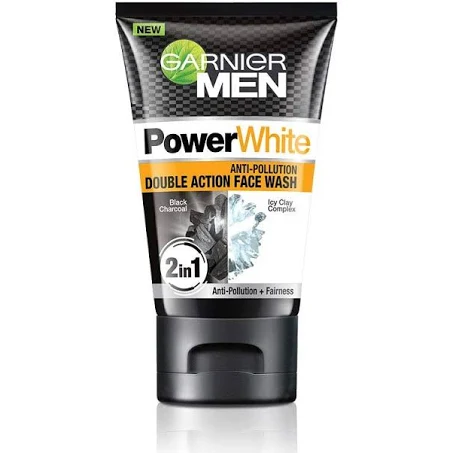 NEW
GARNIER
MEN
PowerWhite
ANTI-POLLUTION
DOUBLE ACTION FACE WASH
Black
Charcoal
Icy Clay
Complex
2in1
Anti-Pollution + Fairness